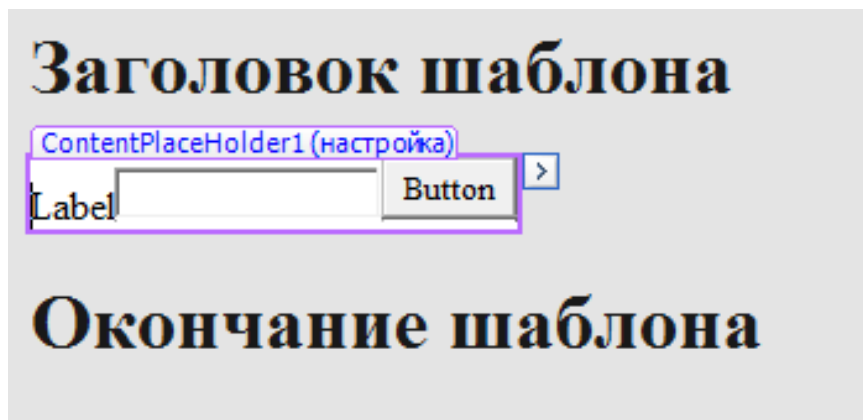 Заголовок шаблона
ContentPlaceHolder1 (настройка)
Label Button
Окончание шаблона